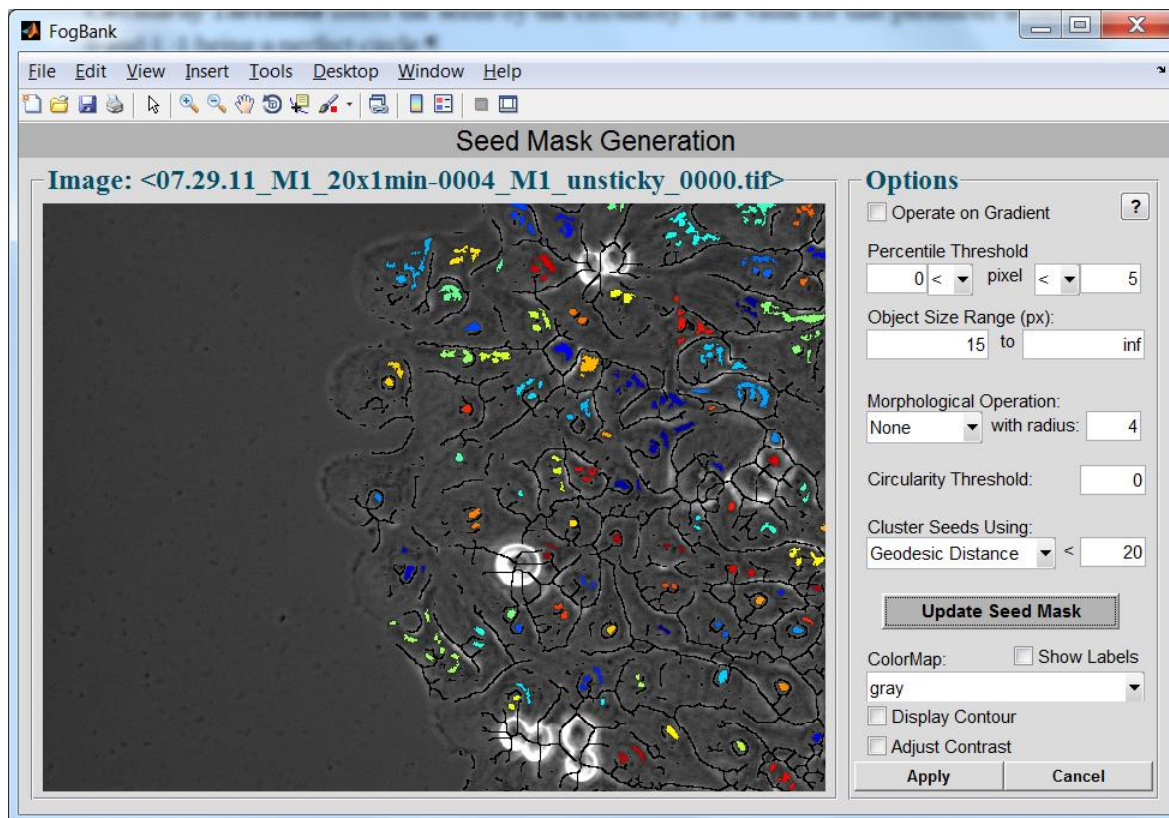 FogBank
File Edit View Insert Tools Desktop Window Help
Seed Mask Generation
Image: <07.29.11_M1_20x1min-0004_M1_unsticky_0000.tif>
Options
Operate on Gradient ?
Percentile Threshold
0 < pixel < 5
Object Size Range (px):
15 to inf
Morphological Operation:
None with radius: 4
Circularity Threshold: 0
Cluster Seeds Using:
Geodesic Distance < 20
Update Seed Mask
ColorMap: Show Labels
gray
Display Contour
Adjust Contrast
Apply Cancel